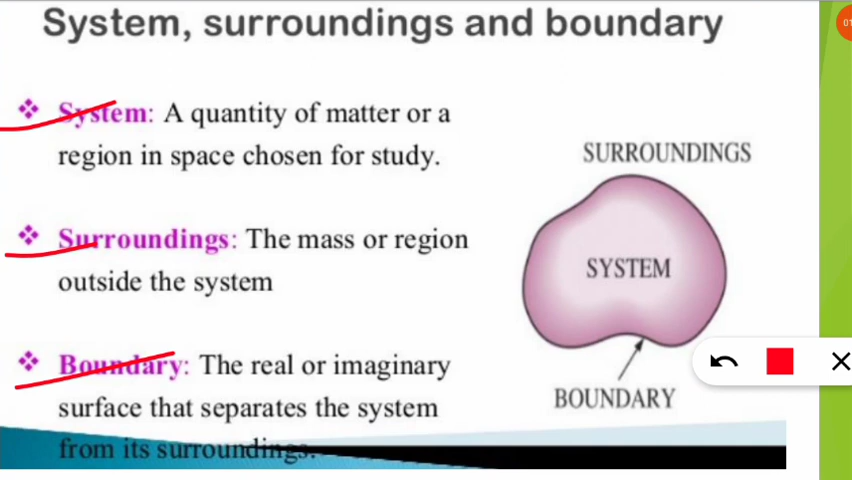 System, surroundings and boundary
System: A quantity of matter or a
region in space chosen for study.
Surroundings: The mass or region
outside the system
Boundary: The real or imaginary
surface that separates the system
from its surroundings.
SURROUNDINGS
SYSTEM
BOUNDARY
01